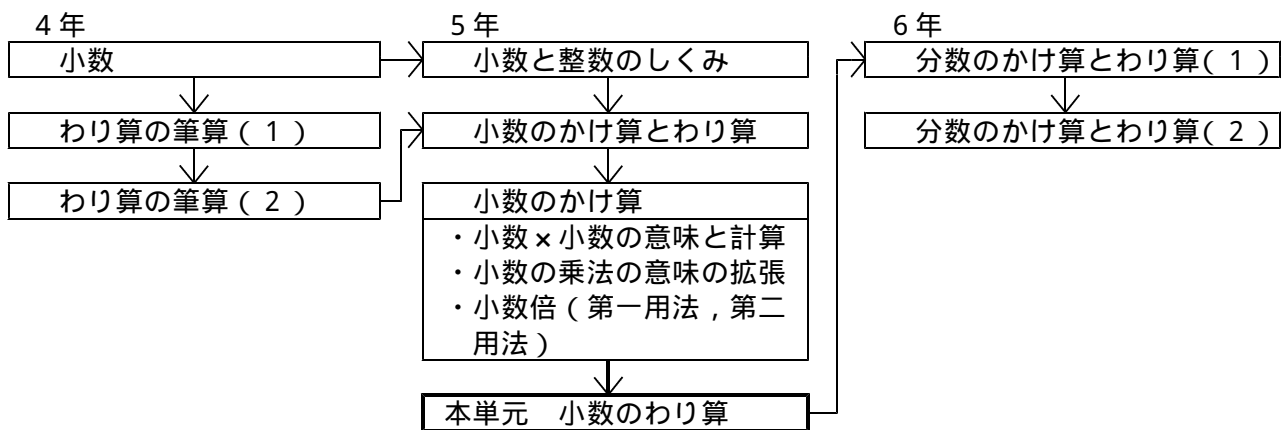 4年
小数
わり算の筆算(1)
わり算の筆算(2)
5年
小数と整数のしくみ
小数のかけ算とわり算
小数のかけ算
・小数×小数の意味と計算
・小数の乗法の意味の拡張
・小数倍(第一用法,第二
用法)
本単元 小数のわり算
6年
分数のかけ算とわり算(1)
分数のかけ算とわり算(2)